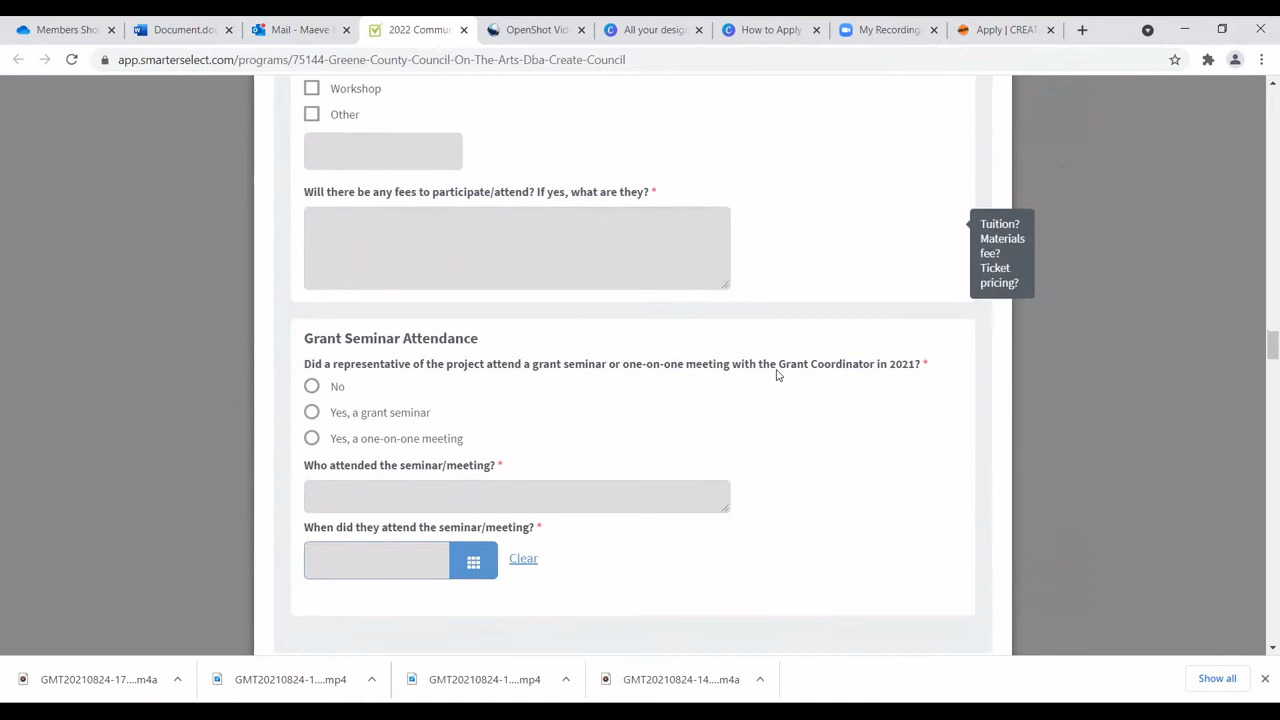 Members Sho
Document.doc
Mail - Maeve
2022 Commu
OpenShot Vid
All your desig
How to Apply
My Recording
Apply | CREAT
app.smarterselect.com/programs/75144-Greene-County-Council-On-The-Arts-Dba-Create-Council
Workshop
Other
Will there be any fees to participate/attend? If yes, what are they? *
Tuition?
Materials
fee?
Ticket
pricing?
Grant Seminar Attendance
Did a representative of the project attend a grant seminar or one-on-one meeting with the Grant Coordinator in 2021? *
No
Yes, a grant seminar
Yes, a one-on-one meeting
Who attended the seminar/meeting? *
When did they attend the seminar/meeting? *
Clear
GMT20210824-17....m4a
GMT20210824-1....mp4
GMT20210824-1....mp4
GMT20210824-14....m4a
Show all